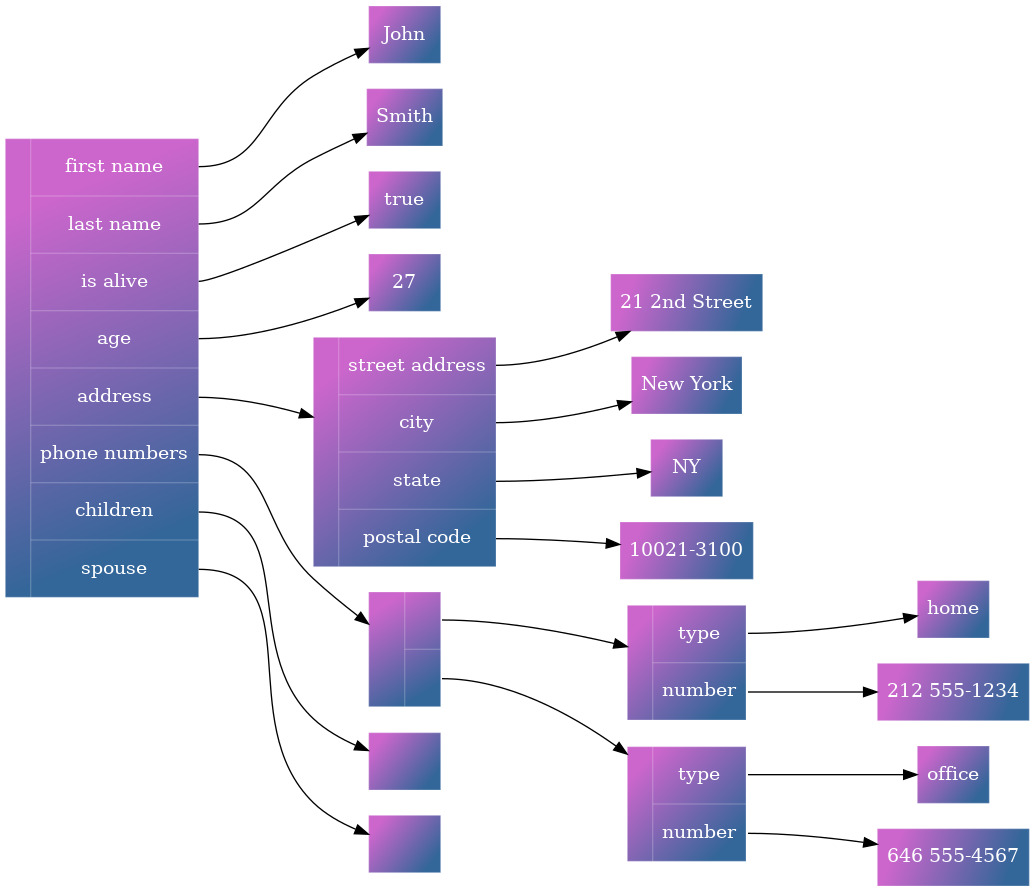 first name
last name
is alive
age
address
phone numbers
children
spouse
John
Smith
true
27
street address
city
state
postal code
21 2nd Street
New York
NY
10021-3100
type
number
home
212 555-1234
type
number
office
646 555-4567